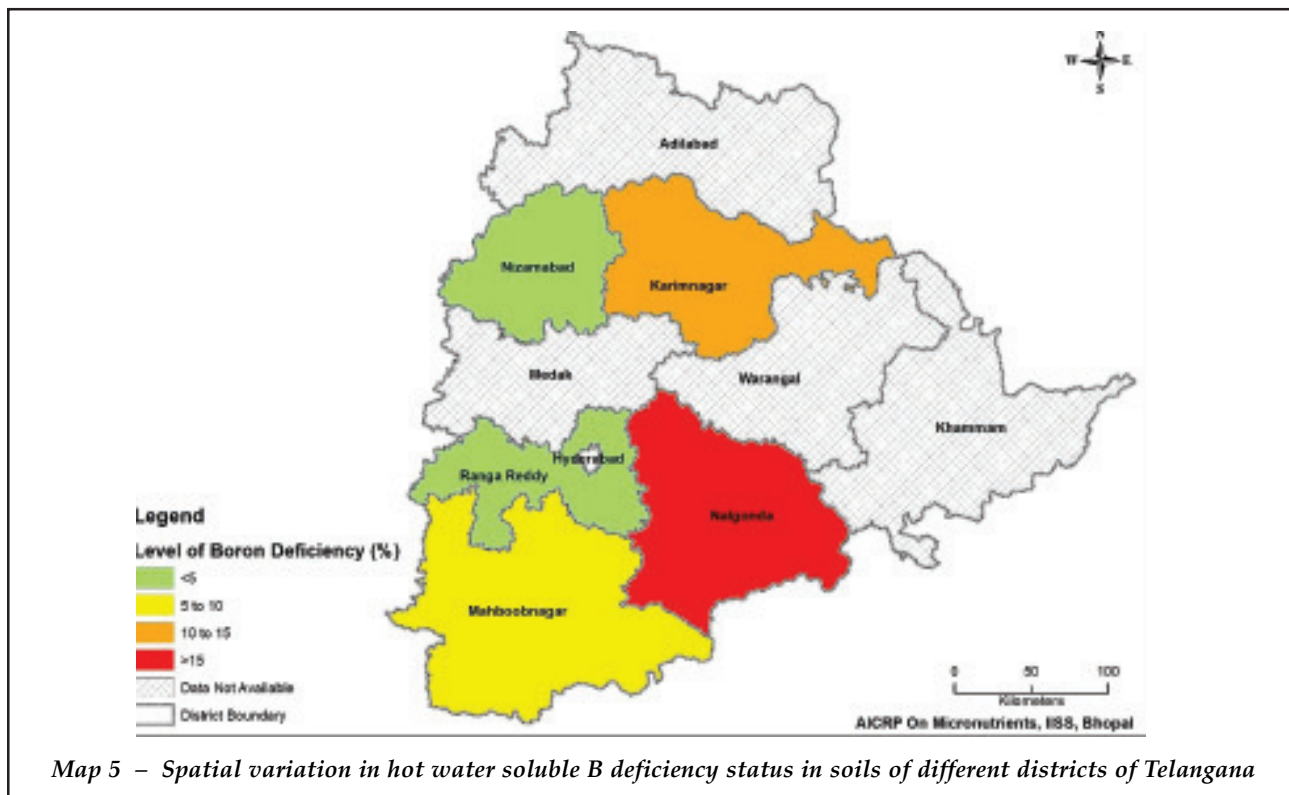 N
W E
S
Adilabad
Nizamabad
Karimnagar
Medak
Warangal
Khammam
Hyderabad
Ranga Reddy
Nalgonda
Mahboobnagar
Legend
Level of Boron Deficiency (%)
<5
5 to 10
10 to 15
>15
Data Not Available
District Boundary
0 50 100
Kilometers
AICRP On Micronutrients, IISS, Bhopal
Map 5 – Spatial variation in hot water soluble B deficiency status in soils of different districts of Telangana